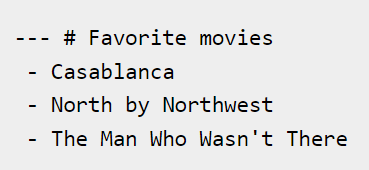 --- # Favorite movies
- Casablanca
- North by Northwest
- The Man Who Wasn't There